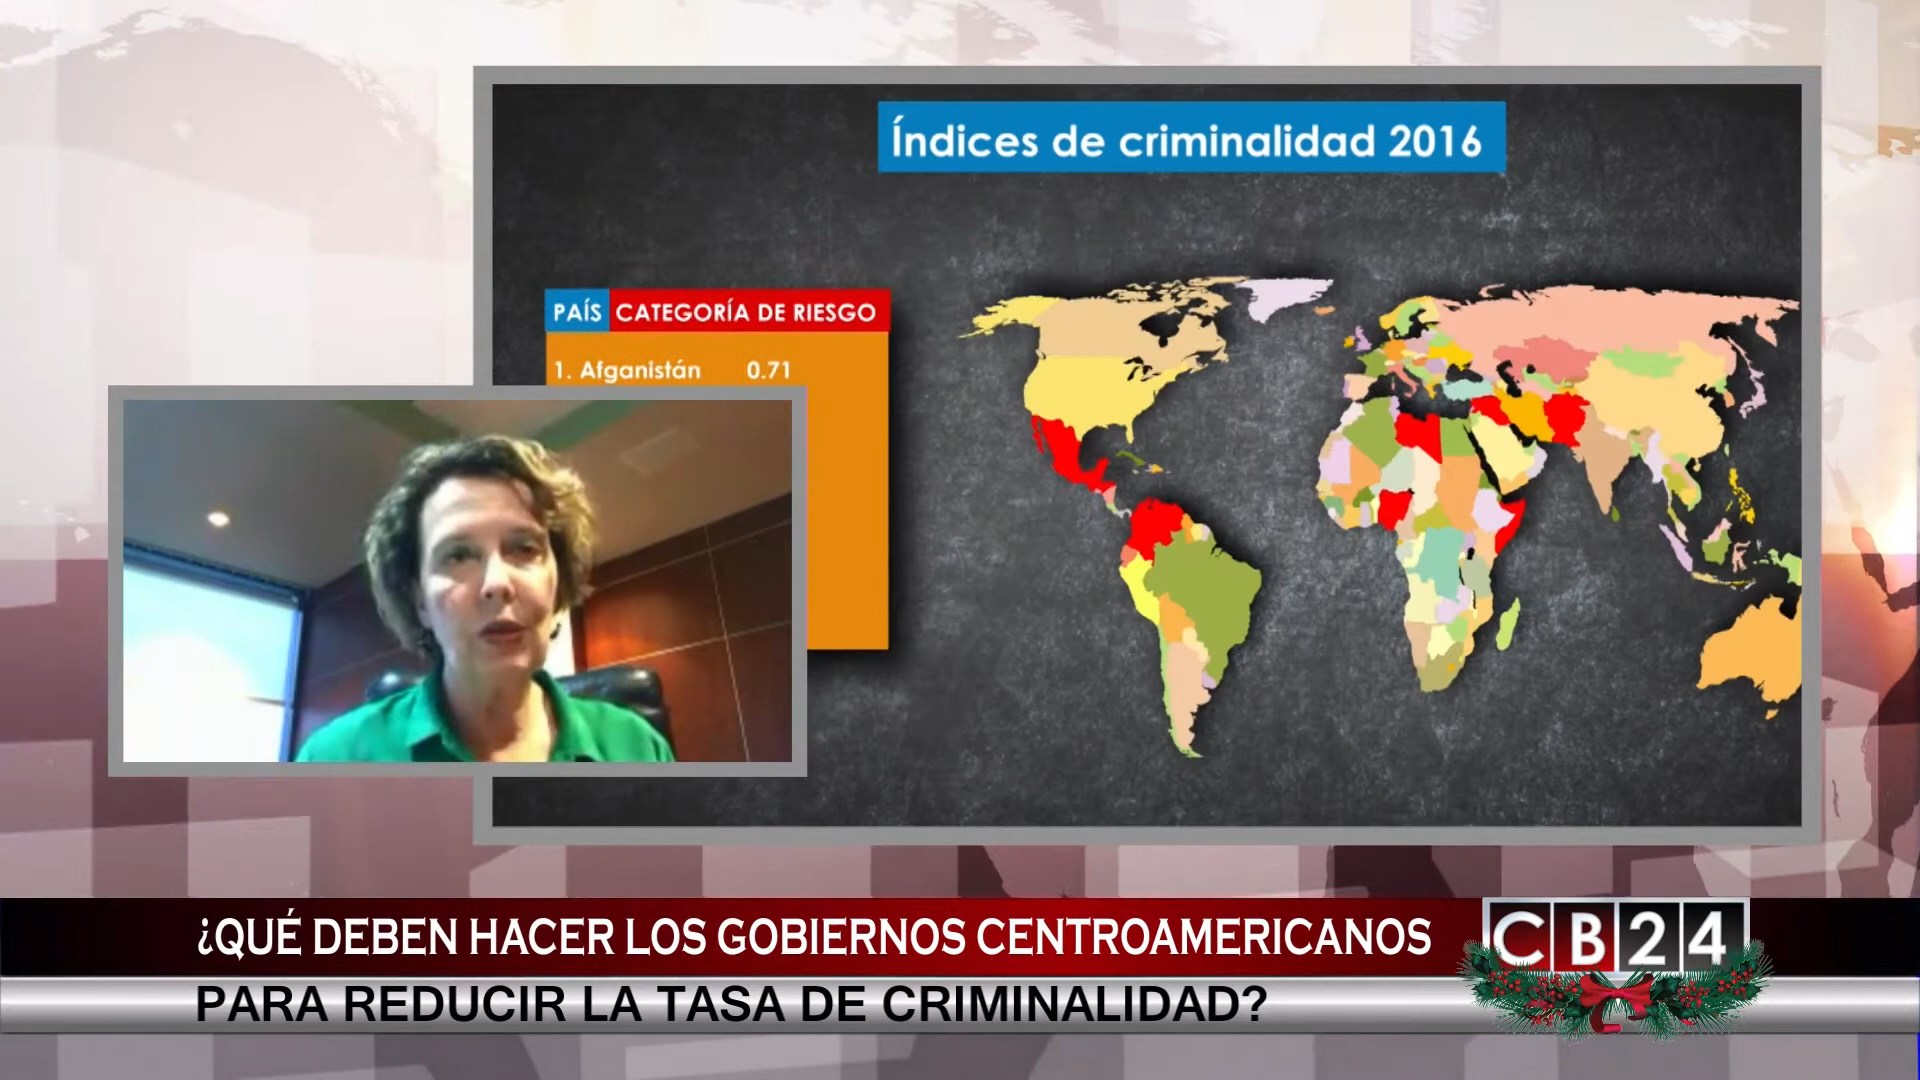 Índices de criminalidad 2016
PAÍS CATEGORÍA DE RIESGO
1. Afganistán 0.71
¿QUÉ DEBEN HACER LOS GOBIERNOS CENTROAMERICANOS
PARA REDUCIR LA TASA DE CRIMINALIDAD?
CB24